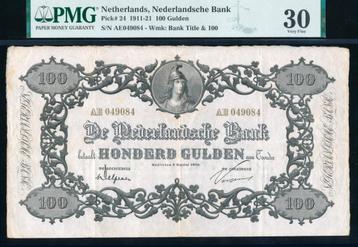 PMG
PAPER MONEY GUARANTY
Netherlands, Nederlandsche Bank
Pick# 24 1911-21 100 Gulden
S/N AE049084 - Wmk: Bank Title & 100
30
Very Fine
100
100
AE 049084
AE 049084
De Nederlandsche Bank
betaalt HONDERD GULDEN aan Toonder
100
100